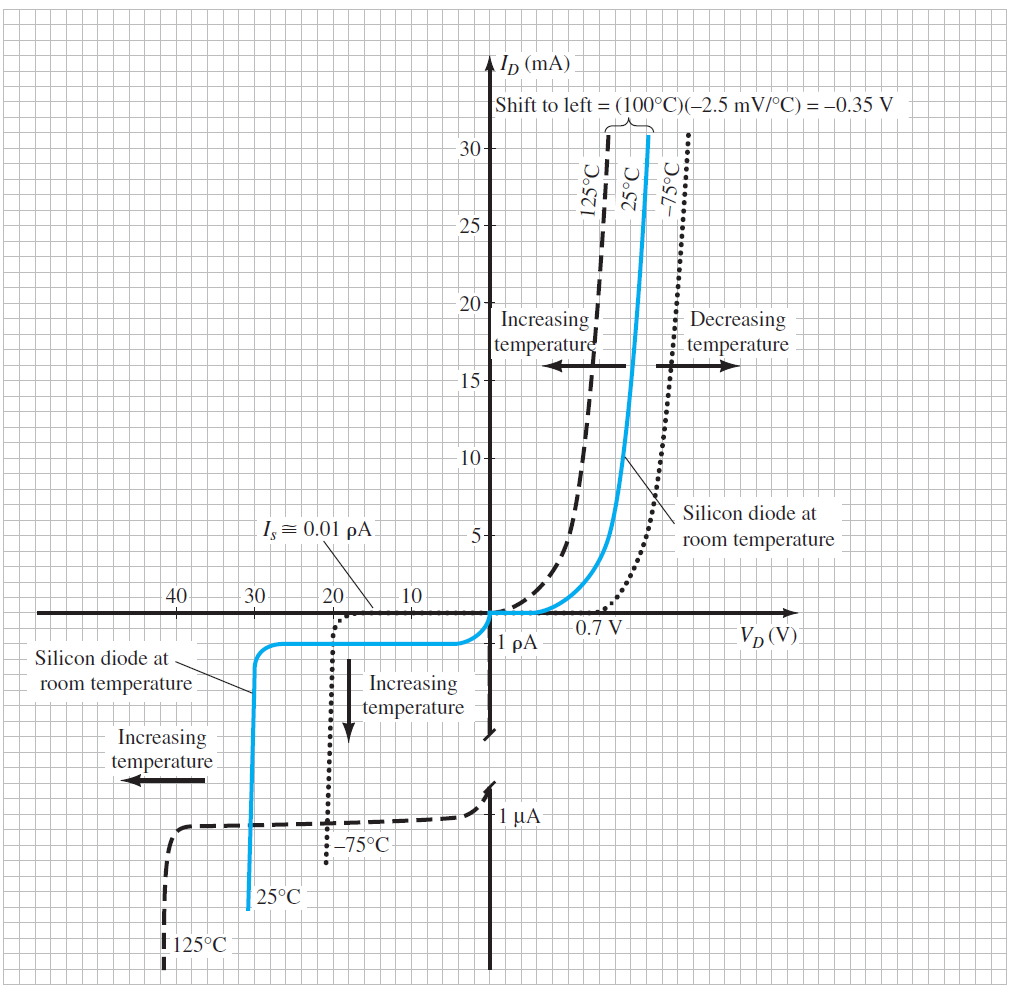 I_D (mA)
Shift to left = (100°C)(–2.5 mV/°C) = –0.35 V
30
125°C
25°C
–75°C
25
20
Increasing
temperature
Decreasing
temperature
15
10
Silicon diode at
room temperature
I_s ≅ 0.01 pA
5
40
30
20
10
0.7 V
V_D (V)
1 pA
Silicon diode at
room temperature
Increasing
temperature
Increasing
temperature
1 μA
–75°C
25°C
125°C